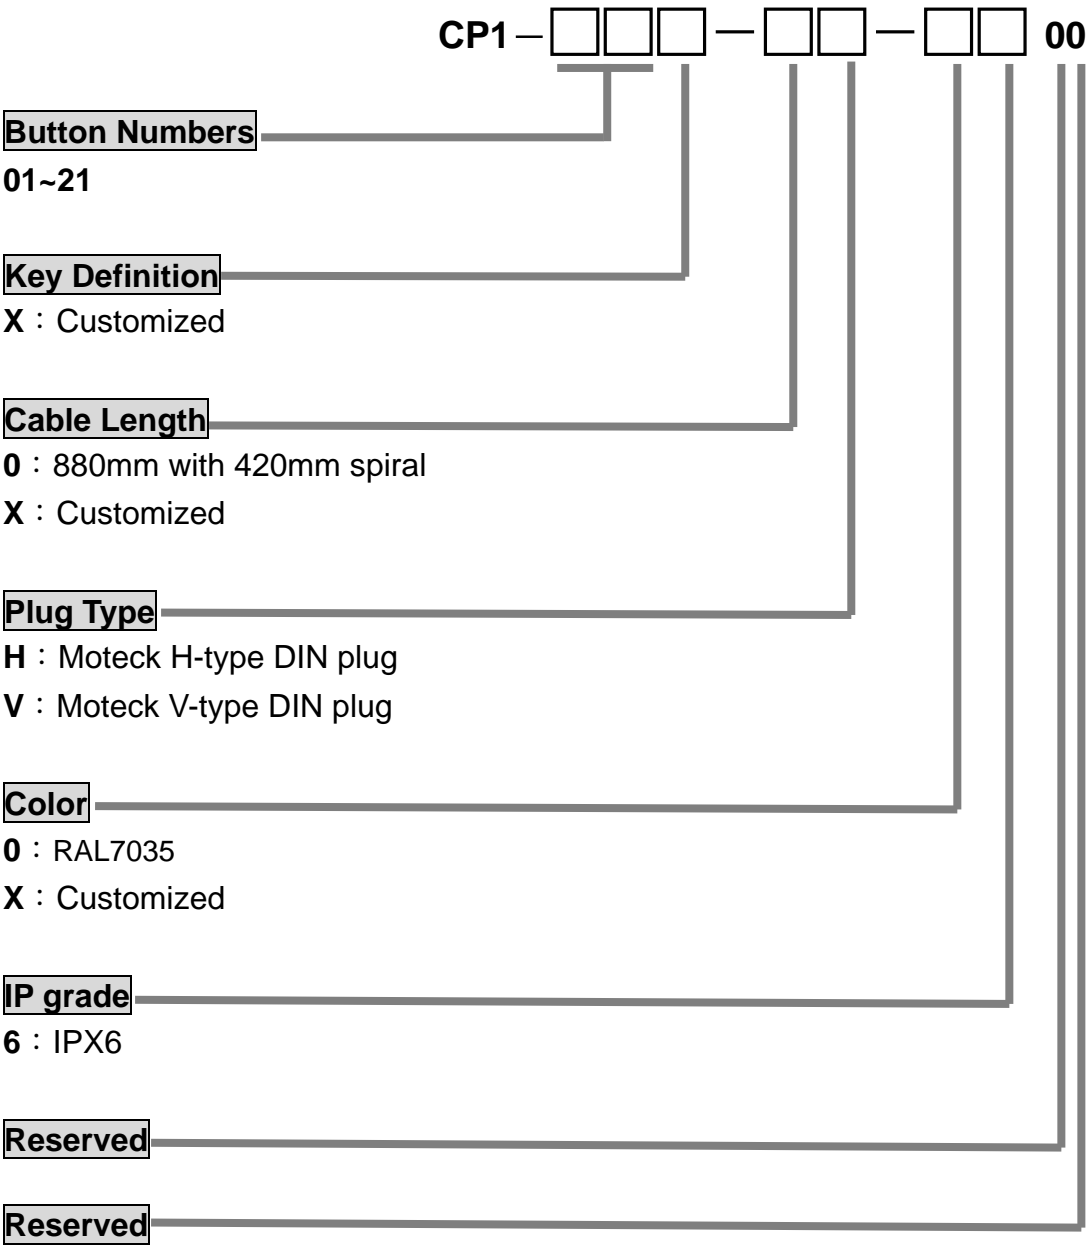 CP1－□□□ － □□ － □□ 00
Button Numbers
01~21
Key Definition
X：Customized
Cable Length
0：880mm with 420mm spiral
X：Customized
Plug Type
H：Moteck H-type DIN plug
V：Moteck V-type DIN plug
Color
0：RAL7035
X：Customized
IP grade
6：IPX6
Reserved
Reserved